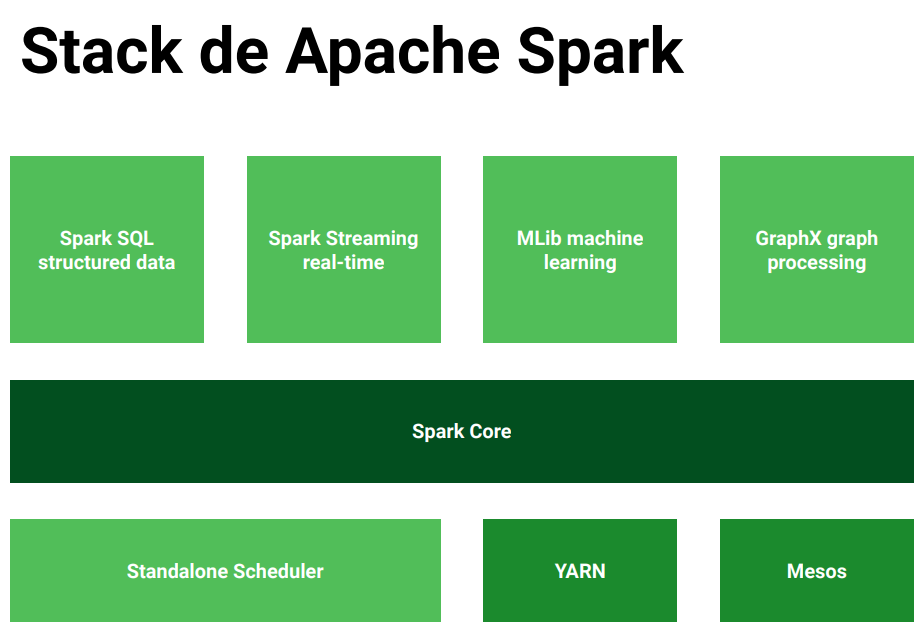 Stack de Apache Spark
Spark SQL
structured data
Spark Streaming
real-time
MLib machine
learning
GraphX graph
processing
Spark Core
Standalone Scheduler
YARN
Mesos